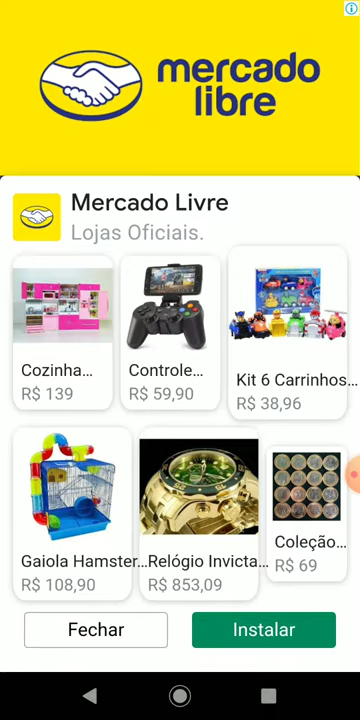 mercado
libre
Mercado Livre
Lojas Oficiais.
Cozinha...
R$ 139
Controle...
R$ 59,90
Kit 6 Carrinhos...
R$ 38,96
Gaiola Hamster...
R$ 108,90
Relógio Invicta...
R$ 853,09
Coleção...
R$ 69
Fechar
Instalar